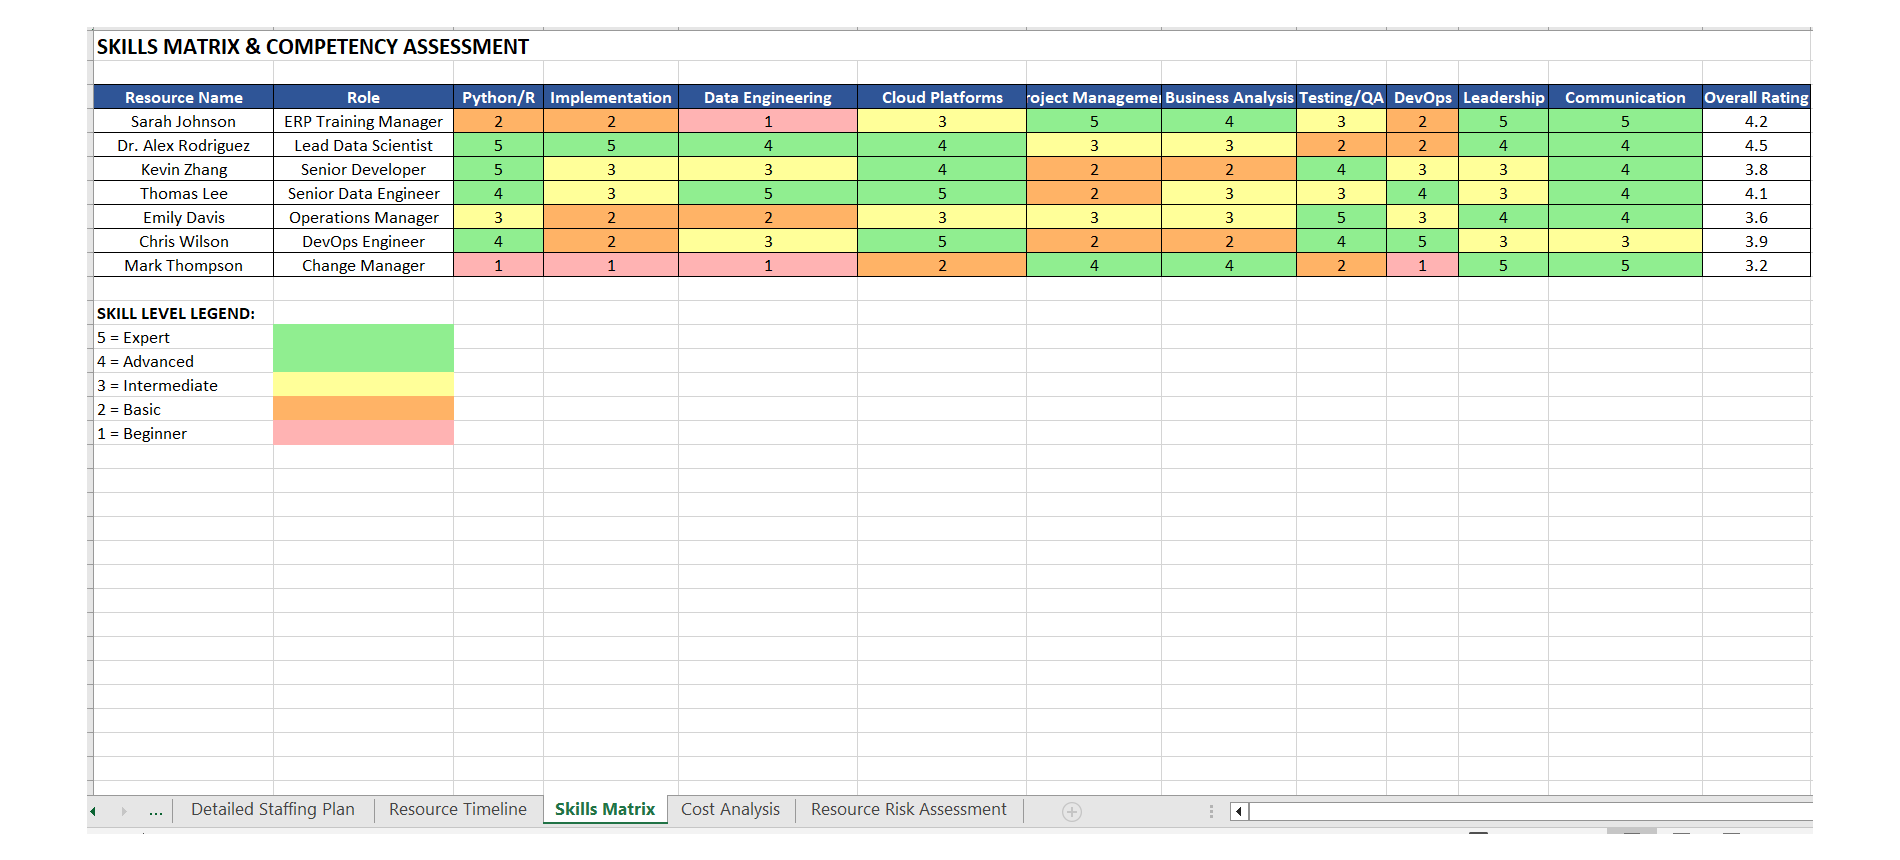 SKILLS MATRIX & COMPETENCY ASSESSMENT
Resource Name Role Python/R Implementation Data Engineering Cloud Platforms roject Managemen Business Analysis Testing/QA DevOps Leadership Communication Overall Rating
Sarah Johnson ERP Training Manager 2 2 1 3 5 4 3 2 5 5 4.2
Dr. Alex Rodriguez Lead Data Scientist 5 5 4 4 3 3 2 2 4 4 4.5
Kevin Zhang Senior Developer 5 3 3 4 2 2 4 3 3 4 3.8
Thomas Lee Senior Data Engineer 4 3 5 5 2 3 3 4 3 4 4.1
Emily Davis Operations Manager 3 2 2 3 3 3 5 3 4 4 3.6
Chris Wilson DevOps Engineer 4 2 3 5 2 2 4 5 3 3 3.9
Mark Thompson Change Manager 1 1 1 2 4 4 2 1 5 5 3.2
SKILL LEVEL LEGEND:
5 = Expert
4 = Advanced
3 = Intermediate
2 = Basic
1 = Beginner
... Detailed Staffing Plan Resource Timeline Skills Matrix Cost Analysis Resource Risk Assessment